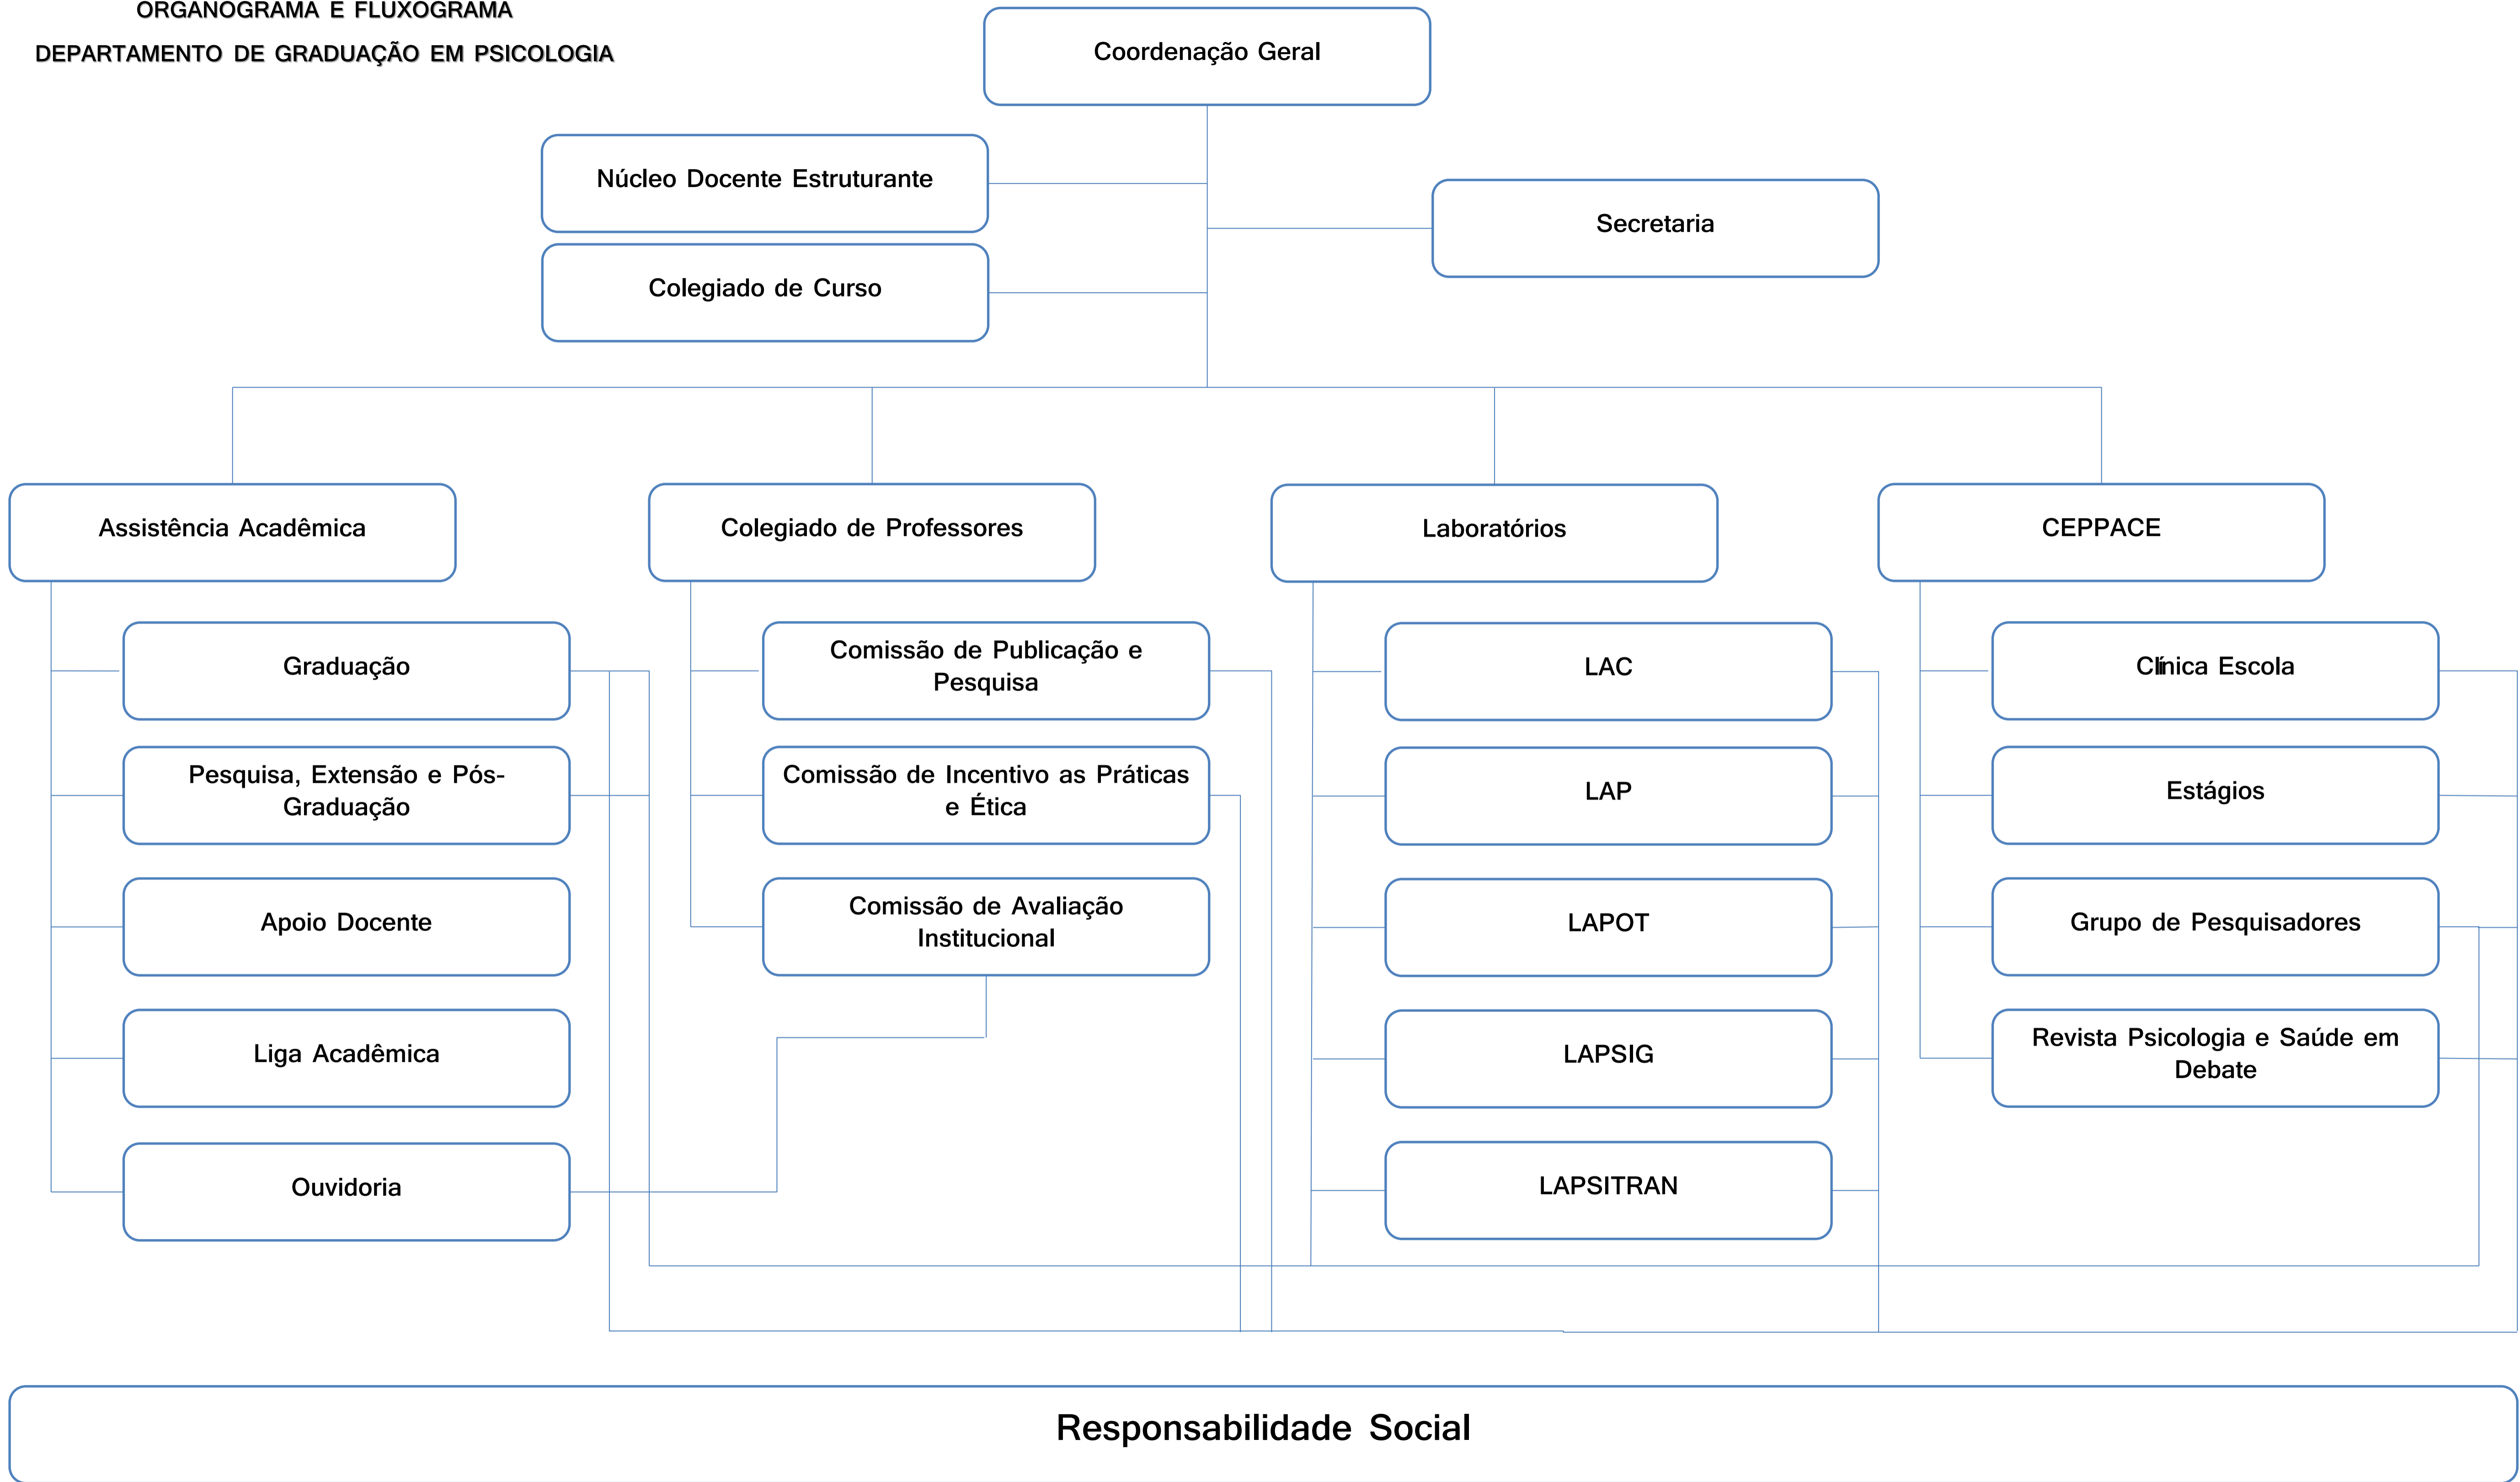 ORGANOGRAMA E FLUXOGRAMA
DEPARTAMENTO DE GRADUAÇÃO EM PSICOLOGIA
Coordenação Geral
Núcleo Docente Estruturante
Secretaria
Colegiado de Curso
Assistência Acadêmica
Colegiado de Professores
Laboratórios
CEPPACE
Graduação
Pesquisa, Extensão e Pós-
Graduação
Apoio Docente
Liga Acadêmica
Ouvidoria
Comissão de Publicação e
Pesquisa
Comissão de Incentivo as Práticas
e Ética
Comissão de Avaliação
Institucional
LAC
LAP
LAPOT
LAPSIG
LAPSITRAN
Clínica Escola
Estágios
Grupo de Pesquisadores
Revista Psicologia e Saúde em
Debate
Responsabilidade Social